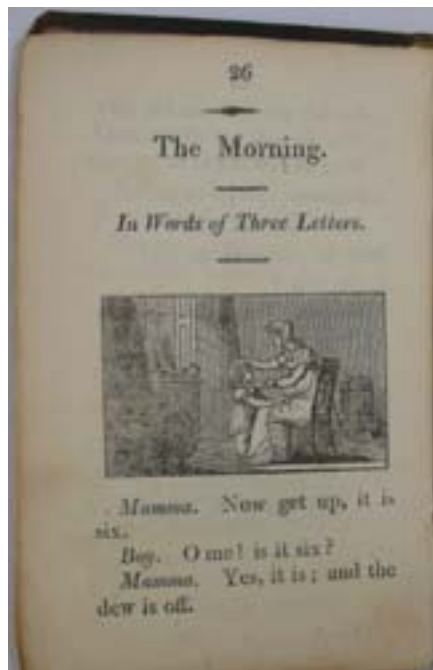 26
The Morning.
In Words of Three Letters.
Mamma. Now get up, it is
six.
Boy. O me! is it six?
Mamma. Yes, it is; and the
dew is off.